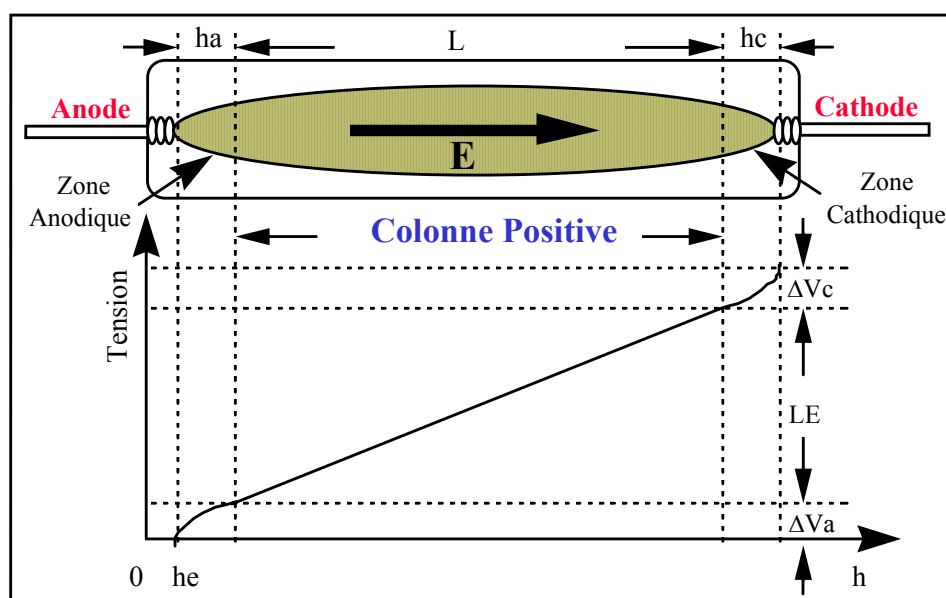 ha L hc
Anode Cathode
E
Zone
Anodique
Zone
Cathodique
Colonne Positive
Tension
ΔVc
LE
ΔVa
0 he h